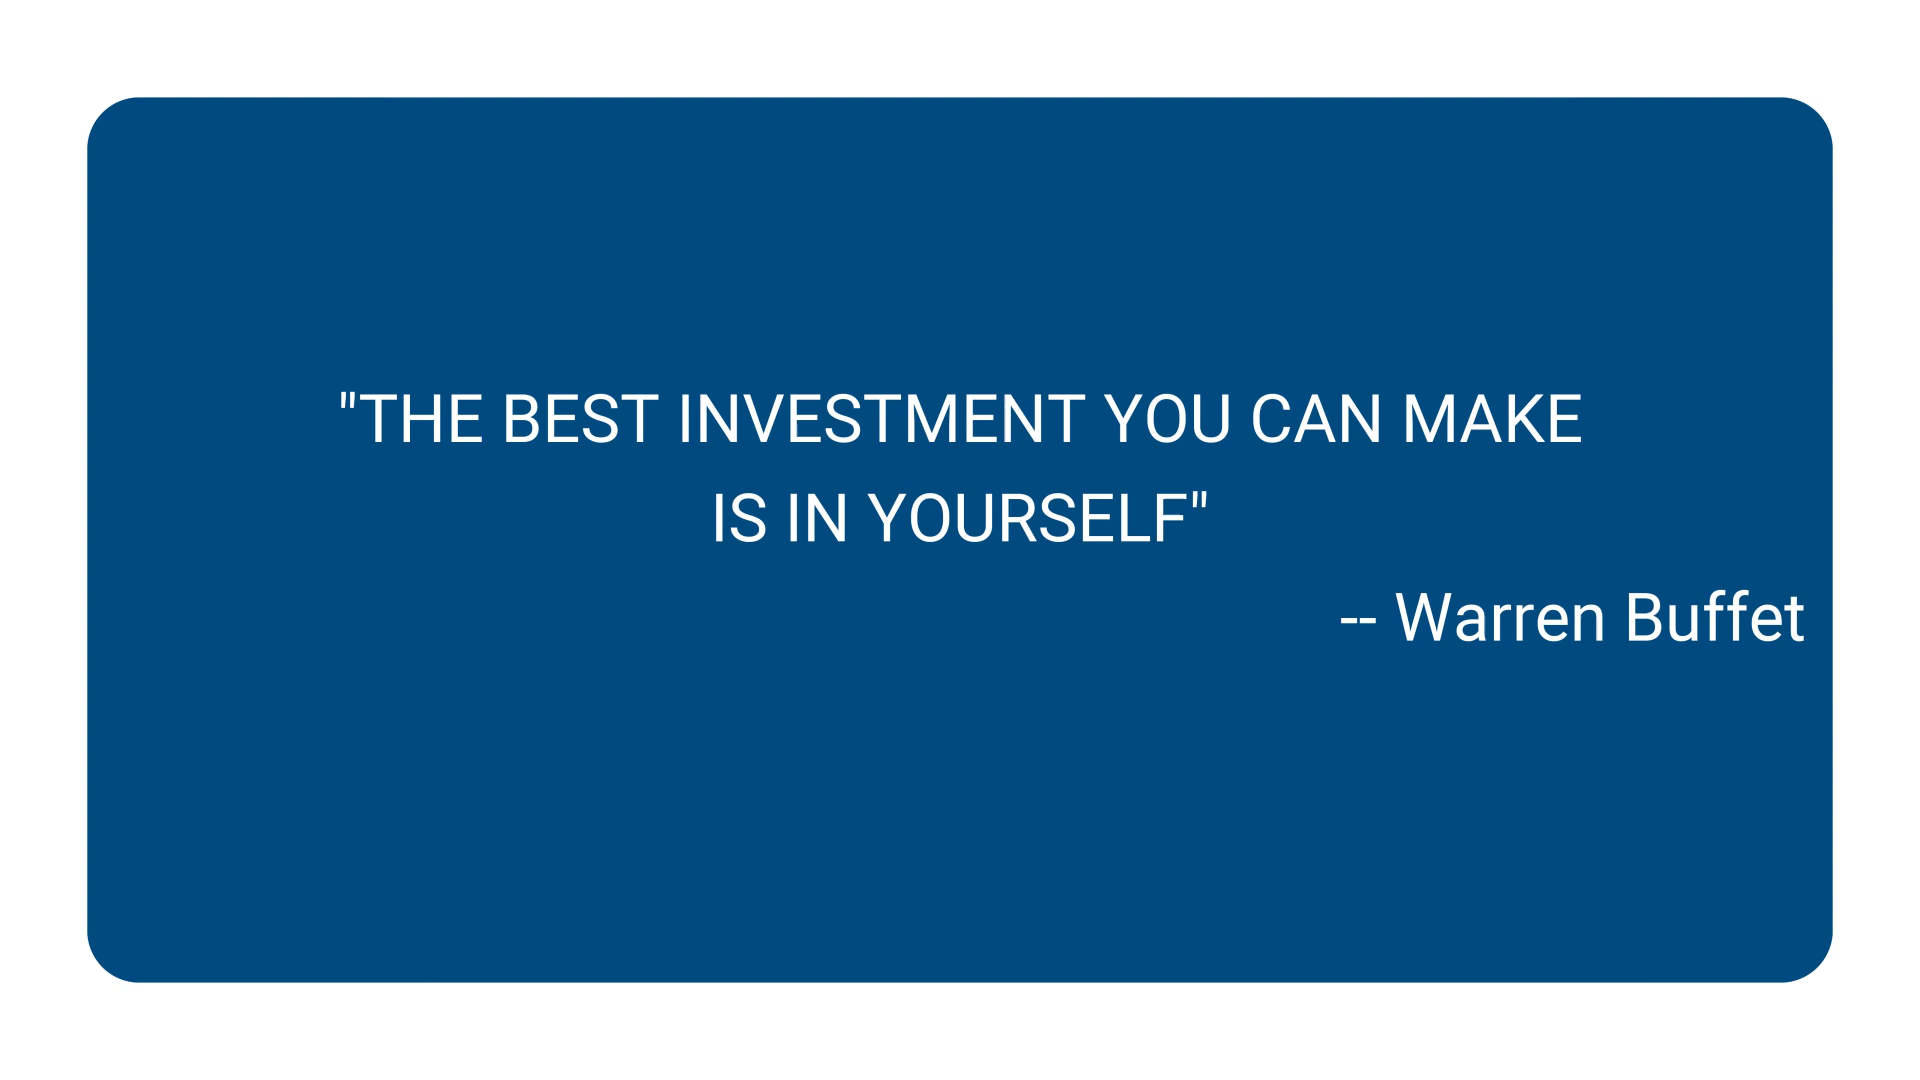 "THE BEST INVESTMENT YOU CAN MAKE
IS IN YOURSELF"
-- Warren Buffet